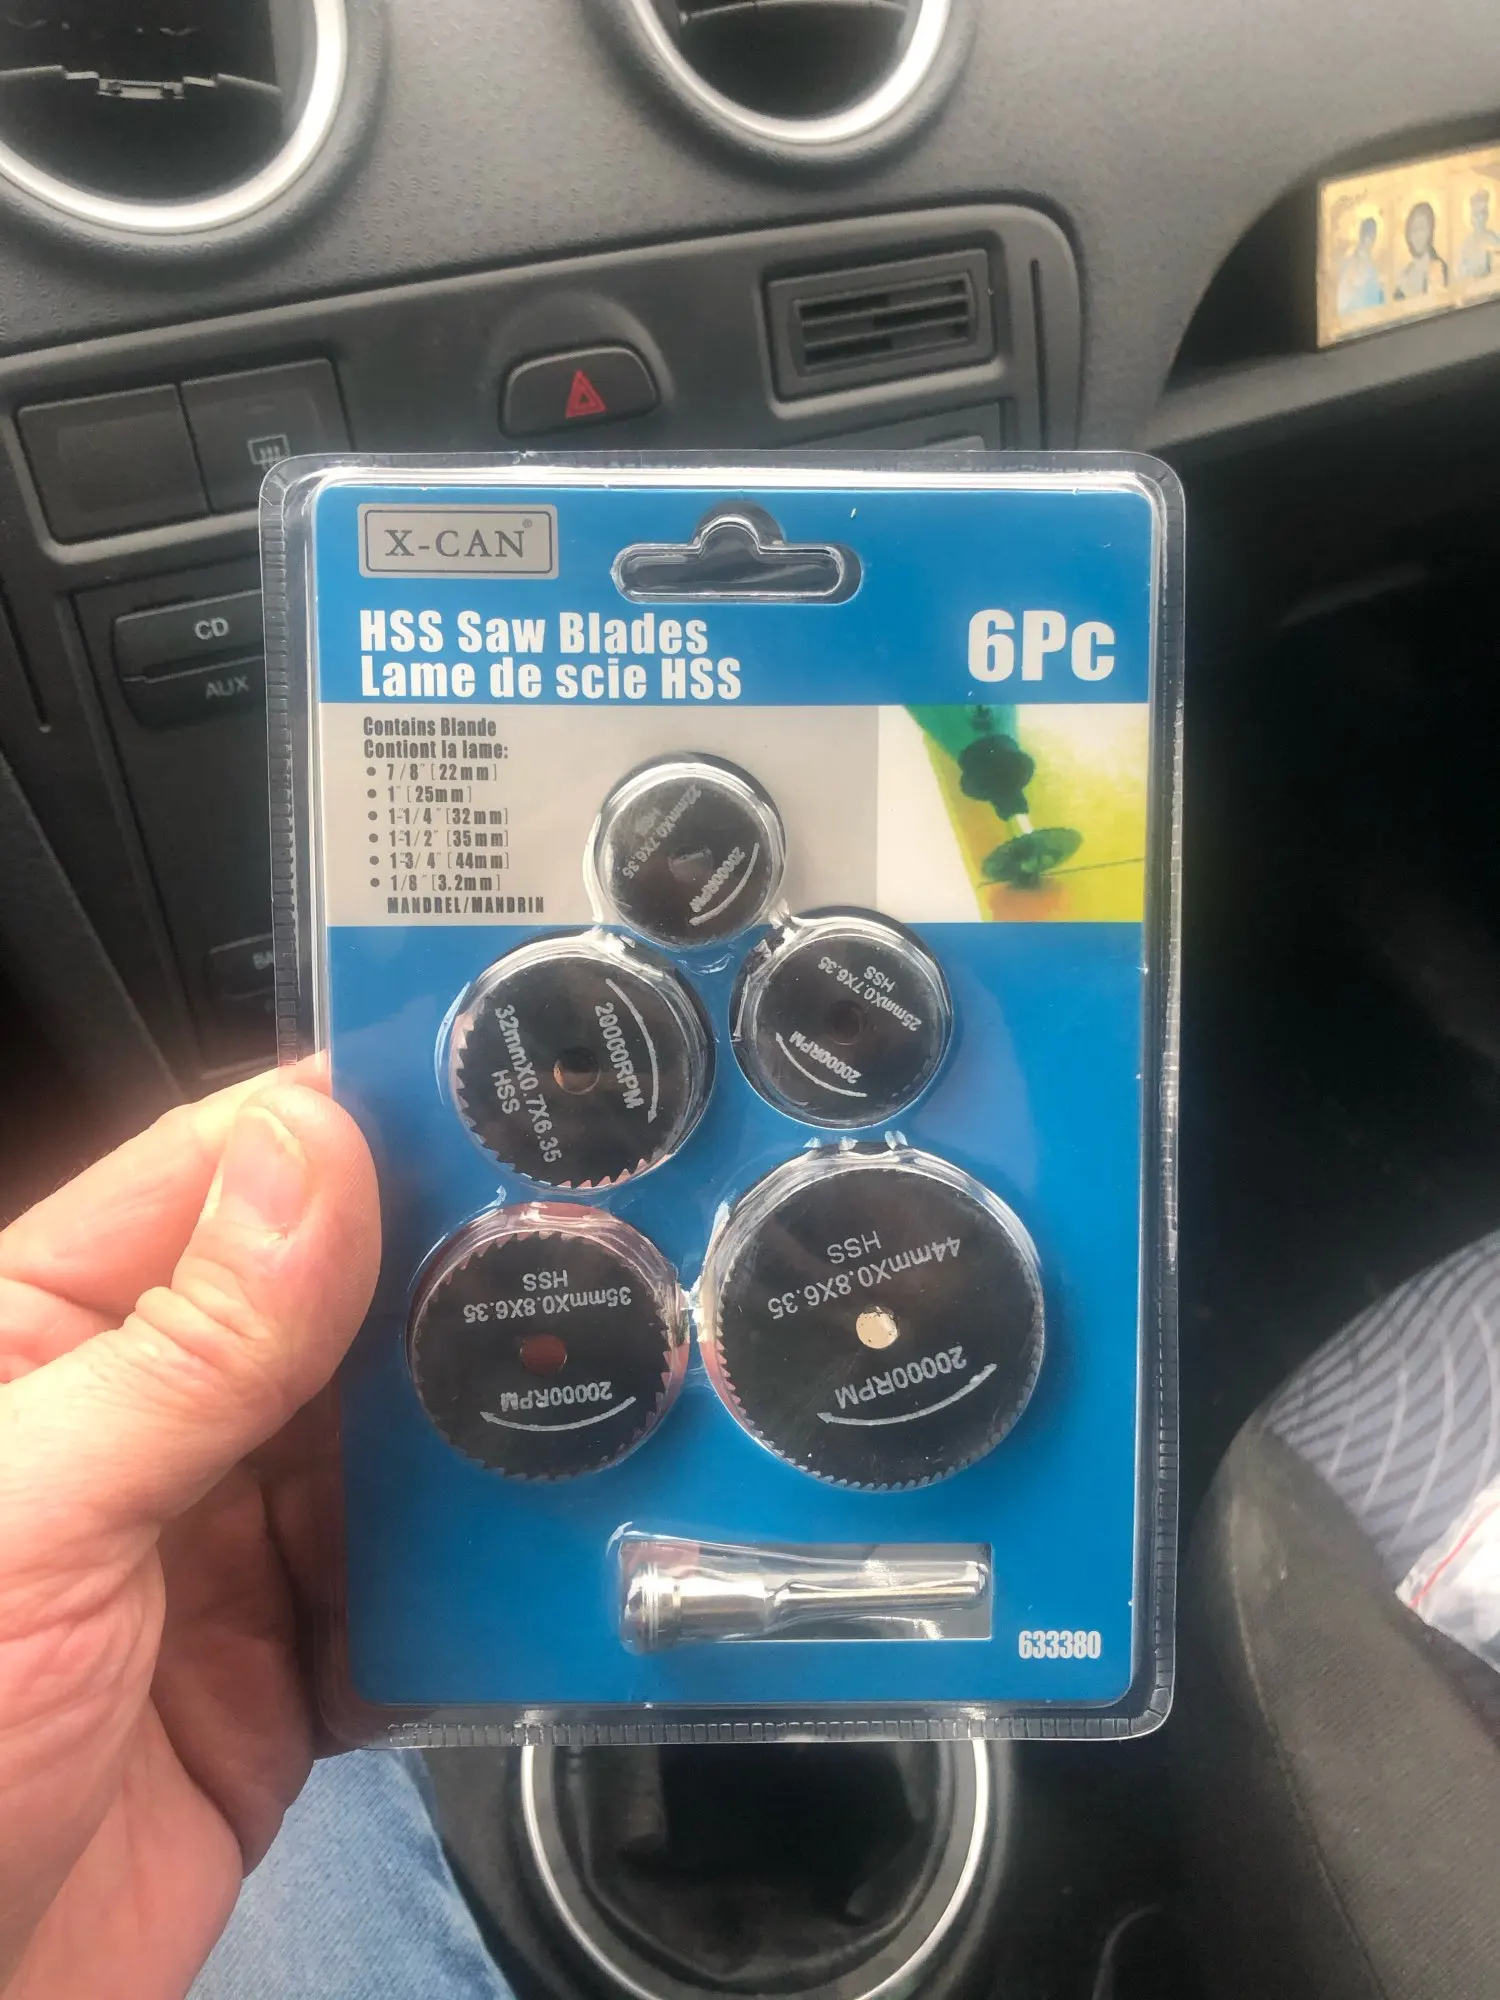 CD
AUX
X-CAN®
HSS Saw Blades
Lame de scie HSS
6Pc
Contains Blande
Contiont la lame:
• 7/8" [22mm]
• 1" [25mm]
• 1-1/4" [32mm]
• 1-1/2" [35mm]
• 1-3/4" [44mm]
• 1/8" [3.2mm]
MANDREL/MANDRIN
22mmX0.7X6.35
HSS
20000RPM
25mmX0.7X6.35
HSS
20000RPM
32mmX0.7X6.35
HSS
20000RPM
35mmX0.8X6.35
HSS
20000RPM
44mmX0.8X6.35
HSS
20000RPM
633380